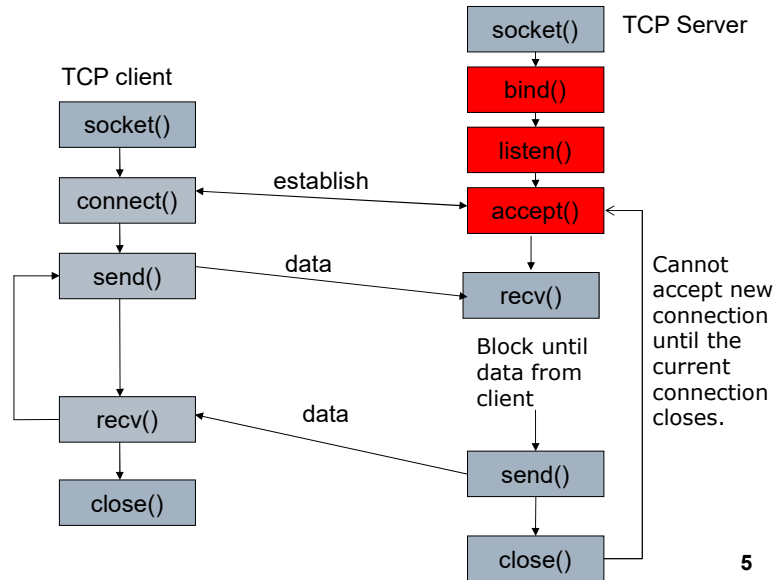 socket()
TCP Server
TCP client
bind()
socket()
listen()
establish
connect()
accept()
send()
data
recv()
Cannot
accept new
connection
until the
current
connection
closes.
Block until
data from
client
recv()
data
send()
close()
close()
5